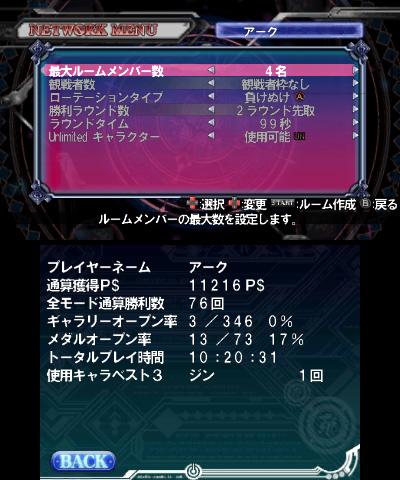 NETWORK MENU
アーク
最大ルームメンバー数 4名
観戦者数 観戦者枠なし
ローテーションタイプ 負けぬけ A
勝利ラウンド数 2ラウンド先取
ラウンドタイム 99秒
Unlimited キャラクター 使用可能 UN
:選択 :変更 START:ルーム作成 B:戻る
ルームメンバーの最大数を設定します。
プレイヤーネーム アーク
通算獲得P$ 11216P$
全モード通算勝利数 76回
ギャラリーオープン率 3 / 346 0%
メダルオープン率 13 / 73 17%
トータルプレイ時間 10:20:31
使用キャラベスト3 ジン 1回
BACK